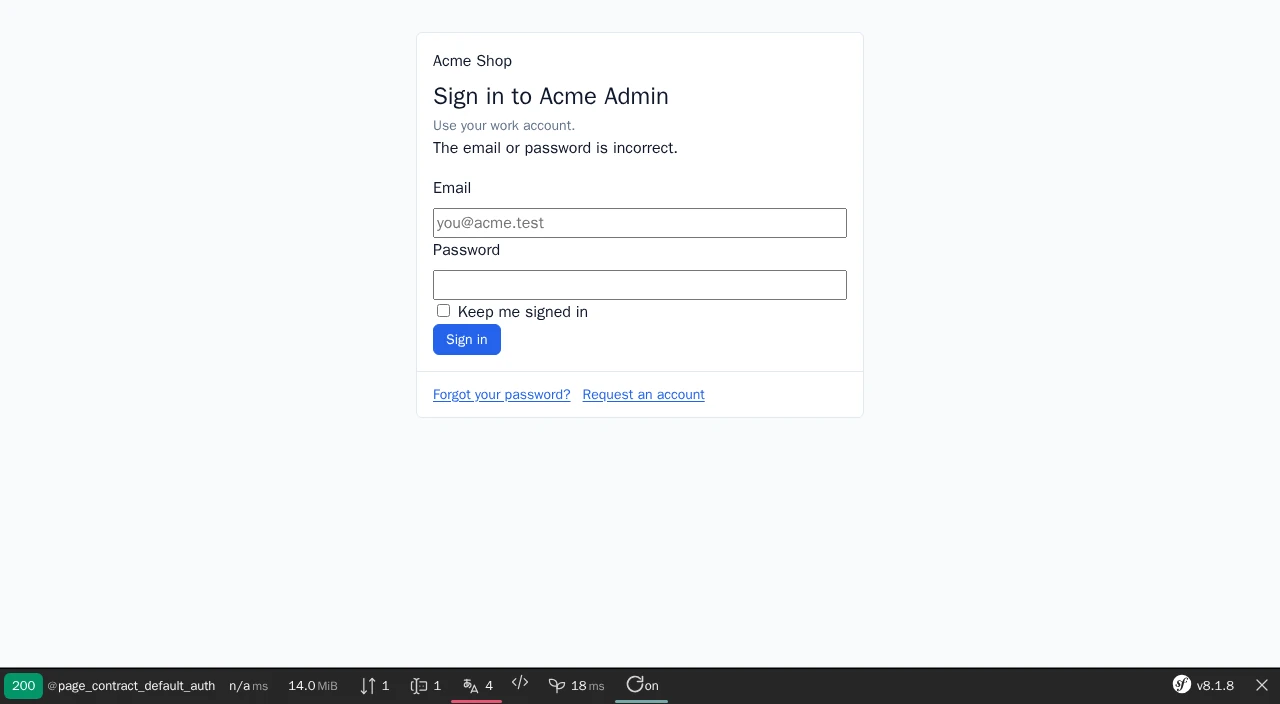 Acme Shop
Sign in to Acme Admin
Use your work account.
The email or password is incorrect.
Email
you@acme.test
Password
Keep me signed in
Sign in
Forgot your password? Request an account
200 @page_contract_default_auth n/a ms 14.0 MiB 1 1 4 18 ms on sf v8.1.8